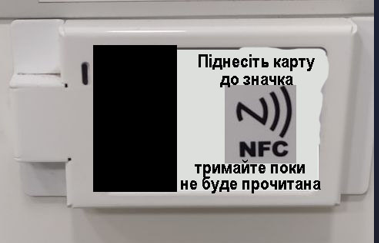 Піднесіть карту
до значка
NFC
тримайте поки
не буде прочитана